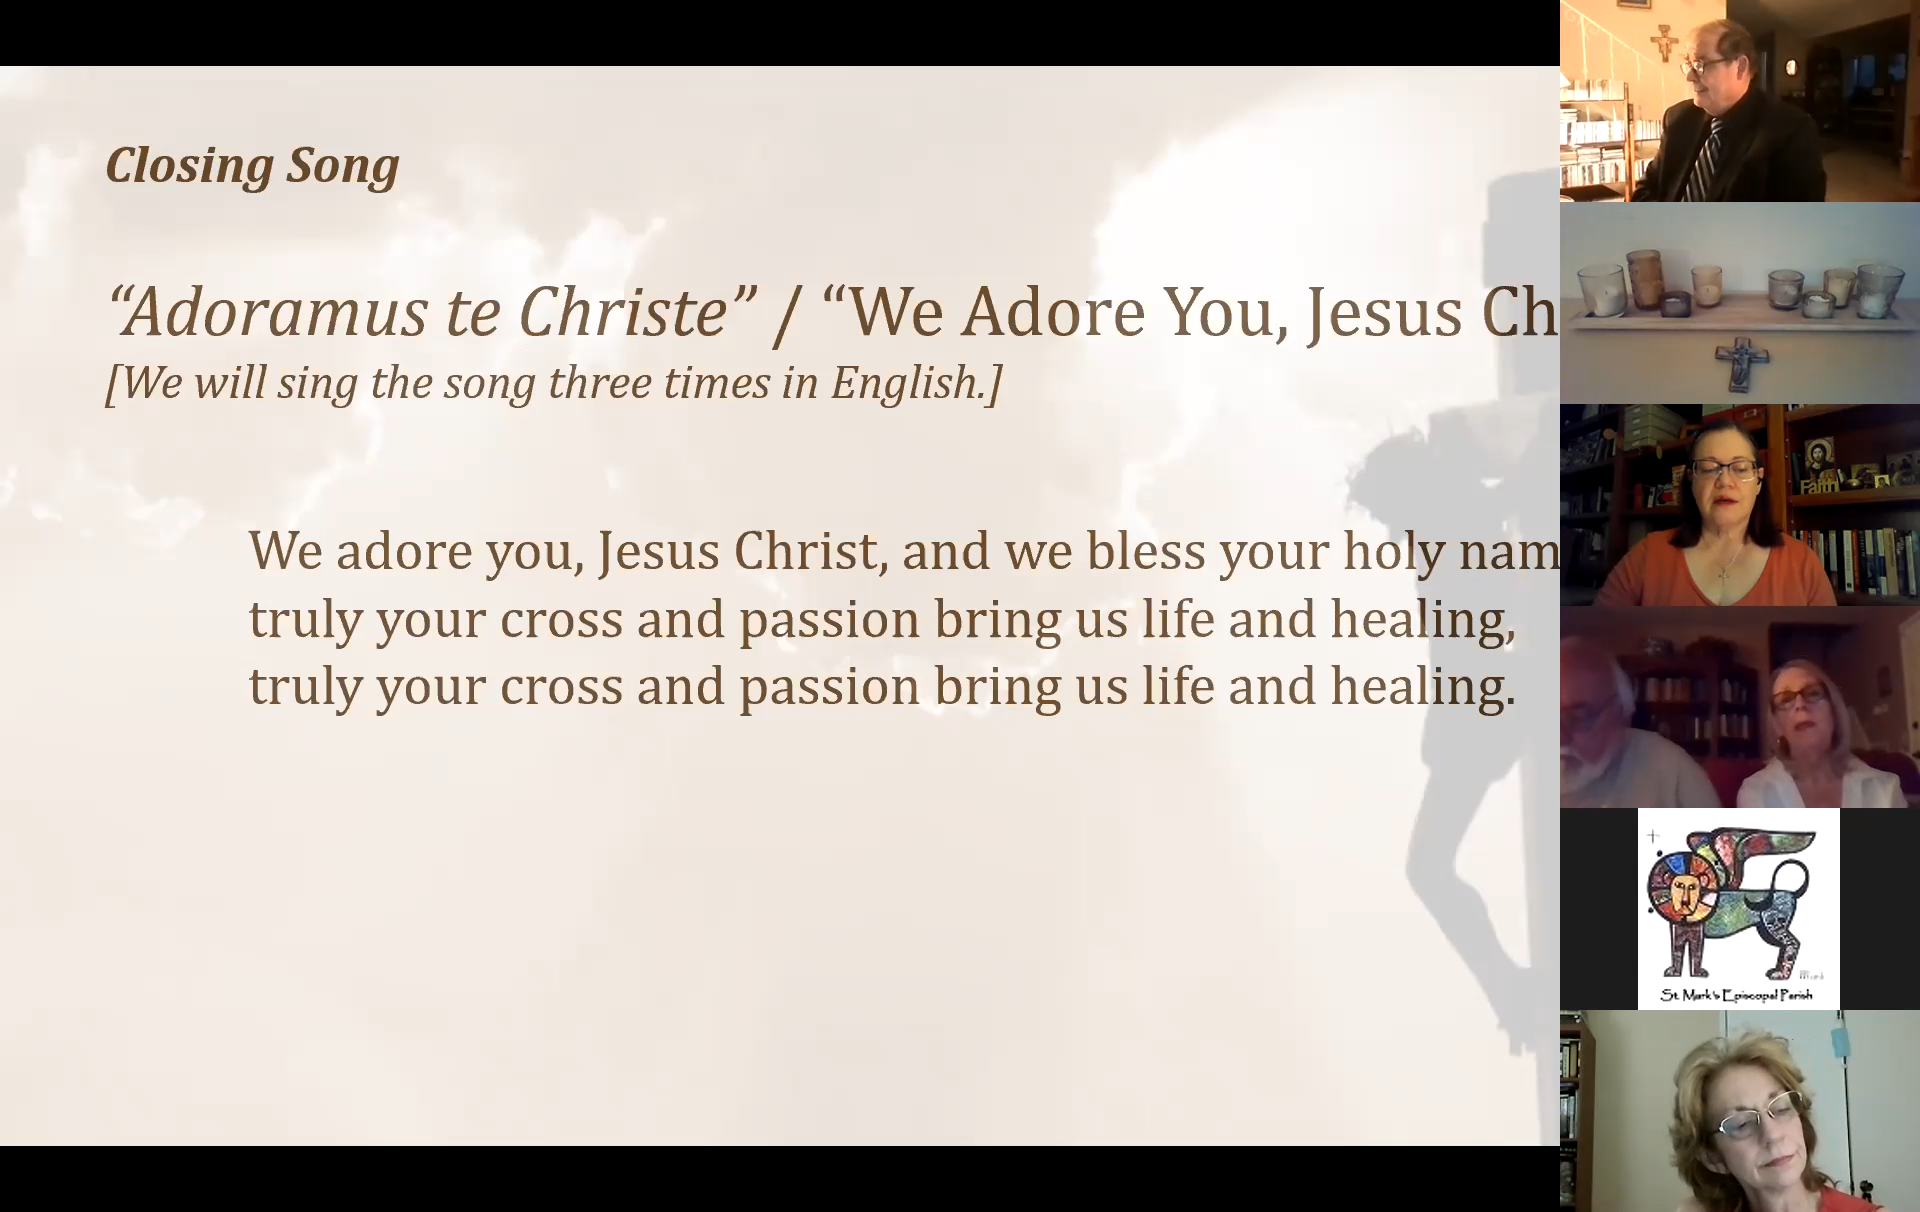 Closing Song
“Adoramus te Christe” / “We Adore You, Jesus Ch
[We will sing the song three times in English.]
We adore you, Jesus Christ, and we bless your holy nam
truly your cross and passion bring us life and healing,
truly your cross and passion bring us life and healing.
Faith
St. Mark's Episcopal Parish